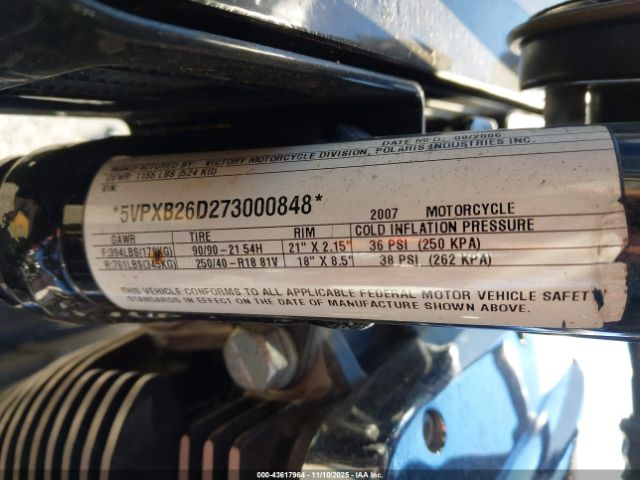 DATE MFD: 09/2006
MANUFACTURED BY: VICTORY MOTORCYCLE DIVISION, POLARIS INDUSTRIES INC.
GVWR: 1155 LBS (524 KG)
VIN:
*5VPXB26D273000848*
2007 MOTORCYCLE
GAWR TIRE RIM COLD INFLATION PRESSURE
F:394LBS(179KG) 90/90-21 54H 21" X 2.15" 36 PSI (250 KPA)
R:761LBS(345KG) 250/40-R18 81V 18" X 8.5" 38 PSI (262 KPA)
THIS VEHICLE CONFORMS TO ALL APPLICABLE FEDERAL MOTOR VEHICLE SAFETY
STANDARDS IN EFFECT ON THE DATE OF MANUFACTURE SHOWN ABOVE.
000-43617964 - 11/10/2025 - IAAI.COM